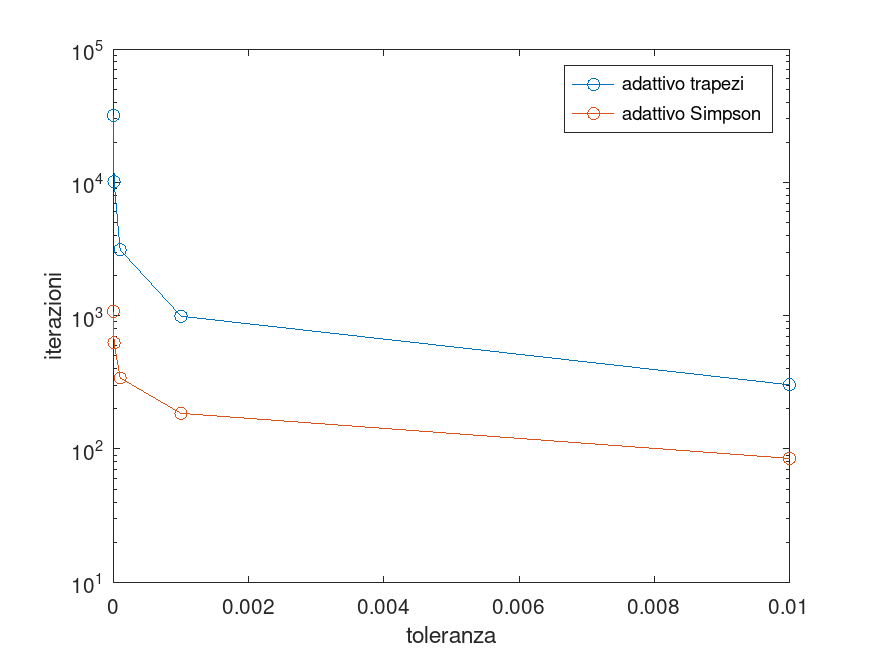 10^5
10^4
10^3
10^2
10^1
iterazioni
adattivo trapezi
adattivo Simpson
0 0.002 0.004 0.006 0.008 0.01
toleranza